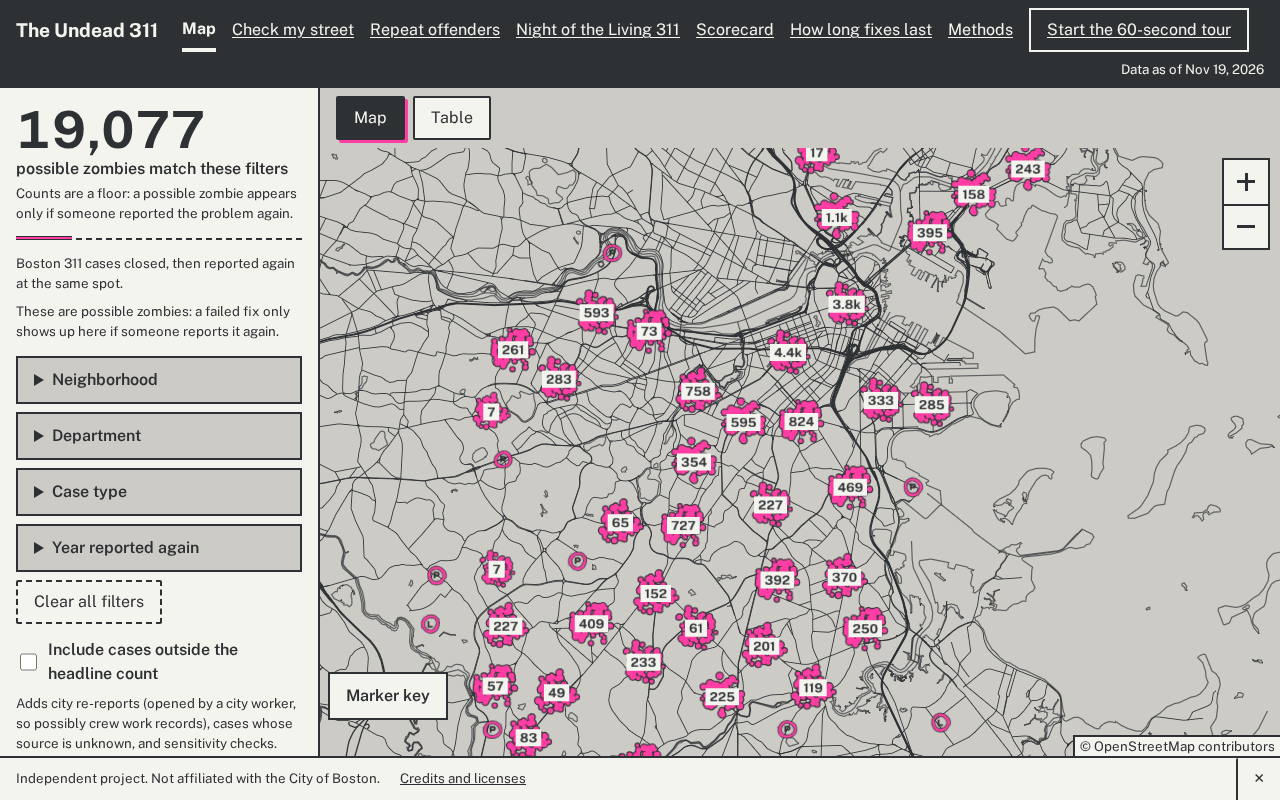 The Undead 311
Map
Check my street
Repeat offenders
Night of the Living 311
Scorecard
How long fixes last
Methods
Start the 60-second tour
Data as of Nov 19, 2026
19,077
possible zombies match these filters
Counts are a floor: a possible zombie appears
only if someone reported the problem again.
Boston 311 cases closed, then reported again
at the same spot.
These are possible zombies: a failed fix only
shows up here if someone reports it again.
Neighborhood
Department
Case type
Year reported again
Clear all filters
Include cases outside the
headline count
Adds city re-reports (opened by a city worker,
so possibly crew work records), cases whose
source is unknown, and sensitivity checks.
Map
Table
17
243
158
1.1k
395
+
−
P
593
3.8k
73
261
4.4k
283
758
333
285
7
595
824
354
469
P
227
65
727
P
7
392
370
P
152
227
409
61
250
L
201
233
57
49
225
119
Marker key
P
83
P
L
© OpenStreetMap contributors
Independent project. Not affiliated with the City of Boston.
Credits and licenses
×